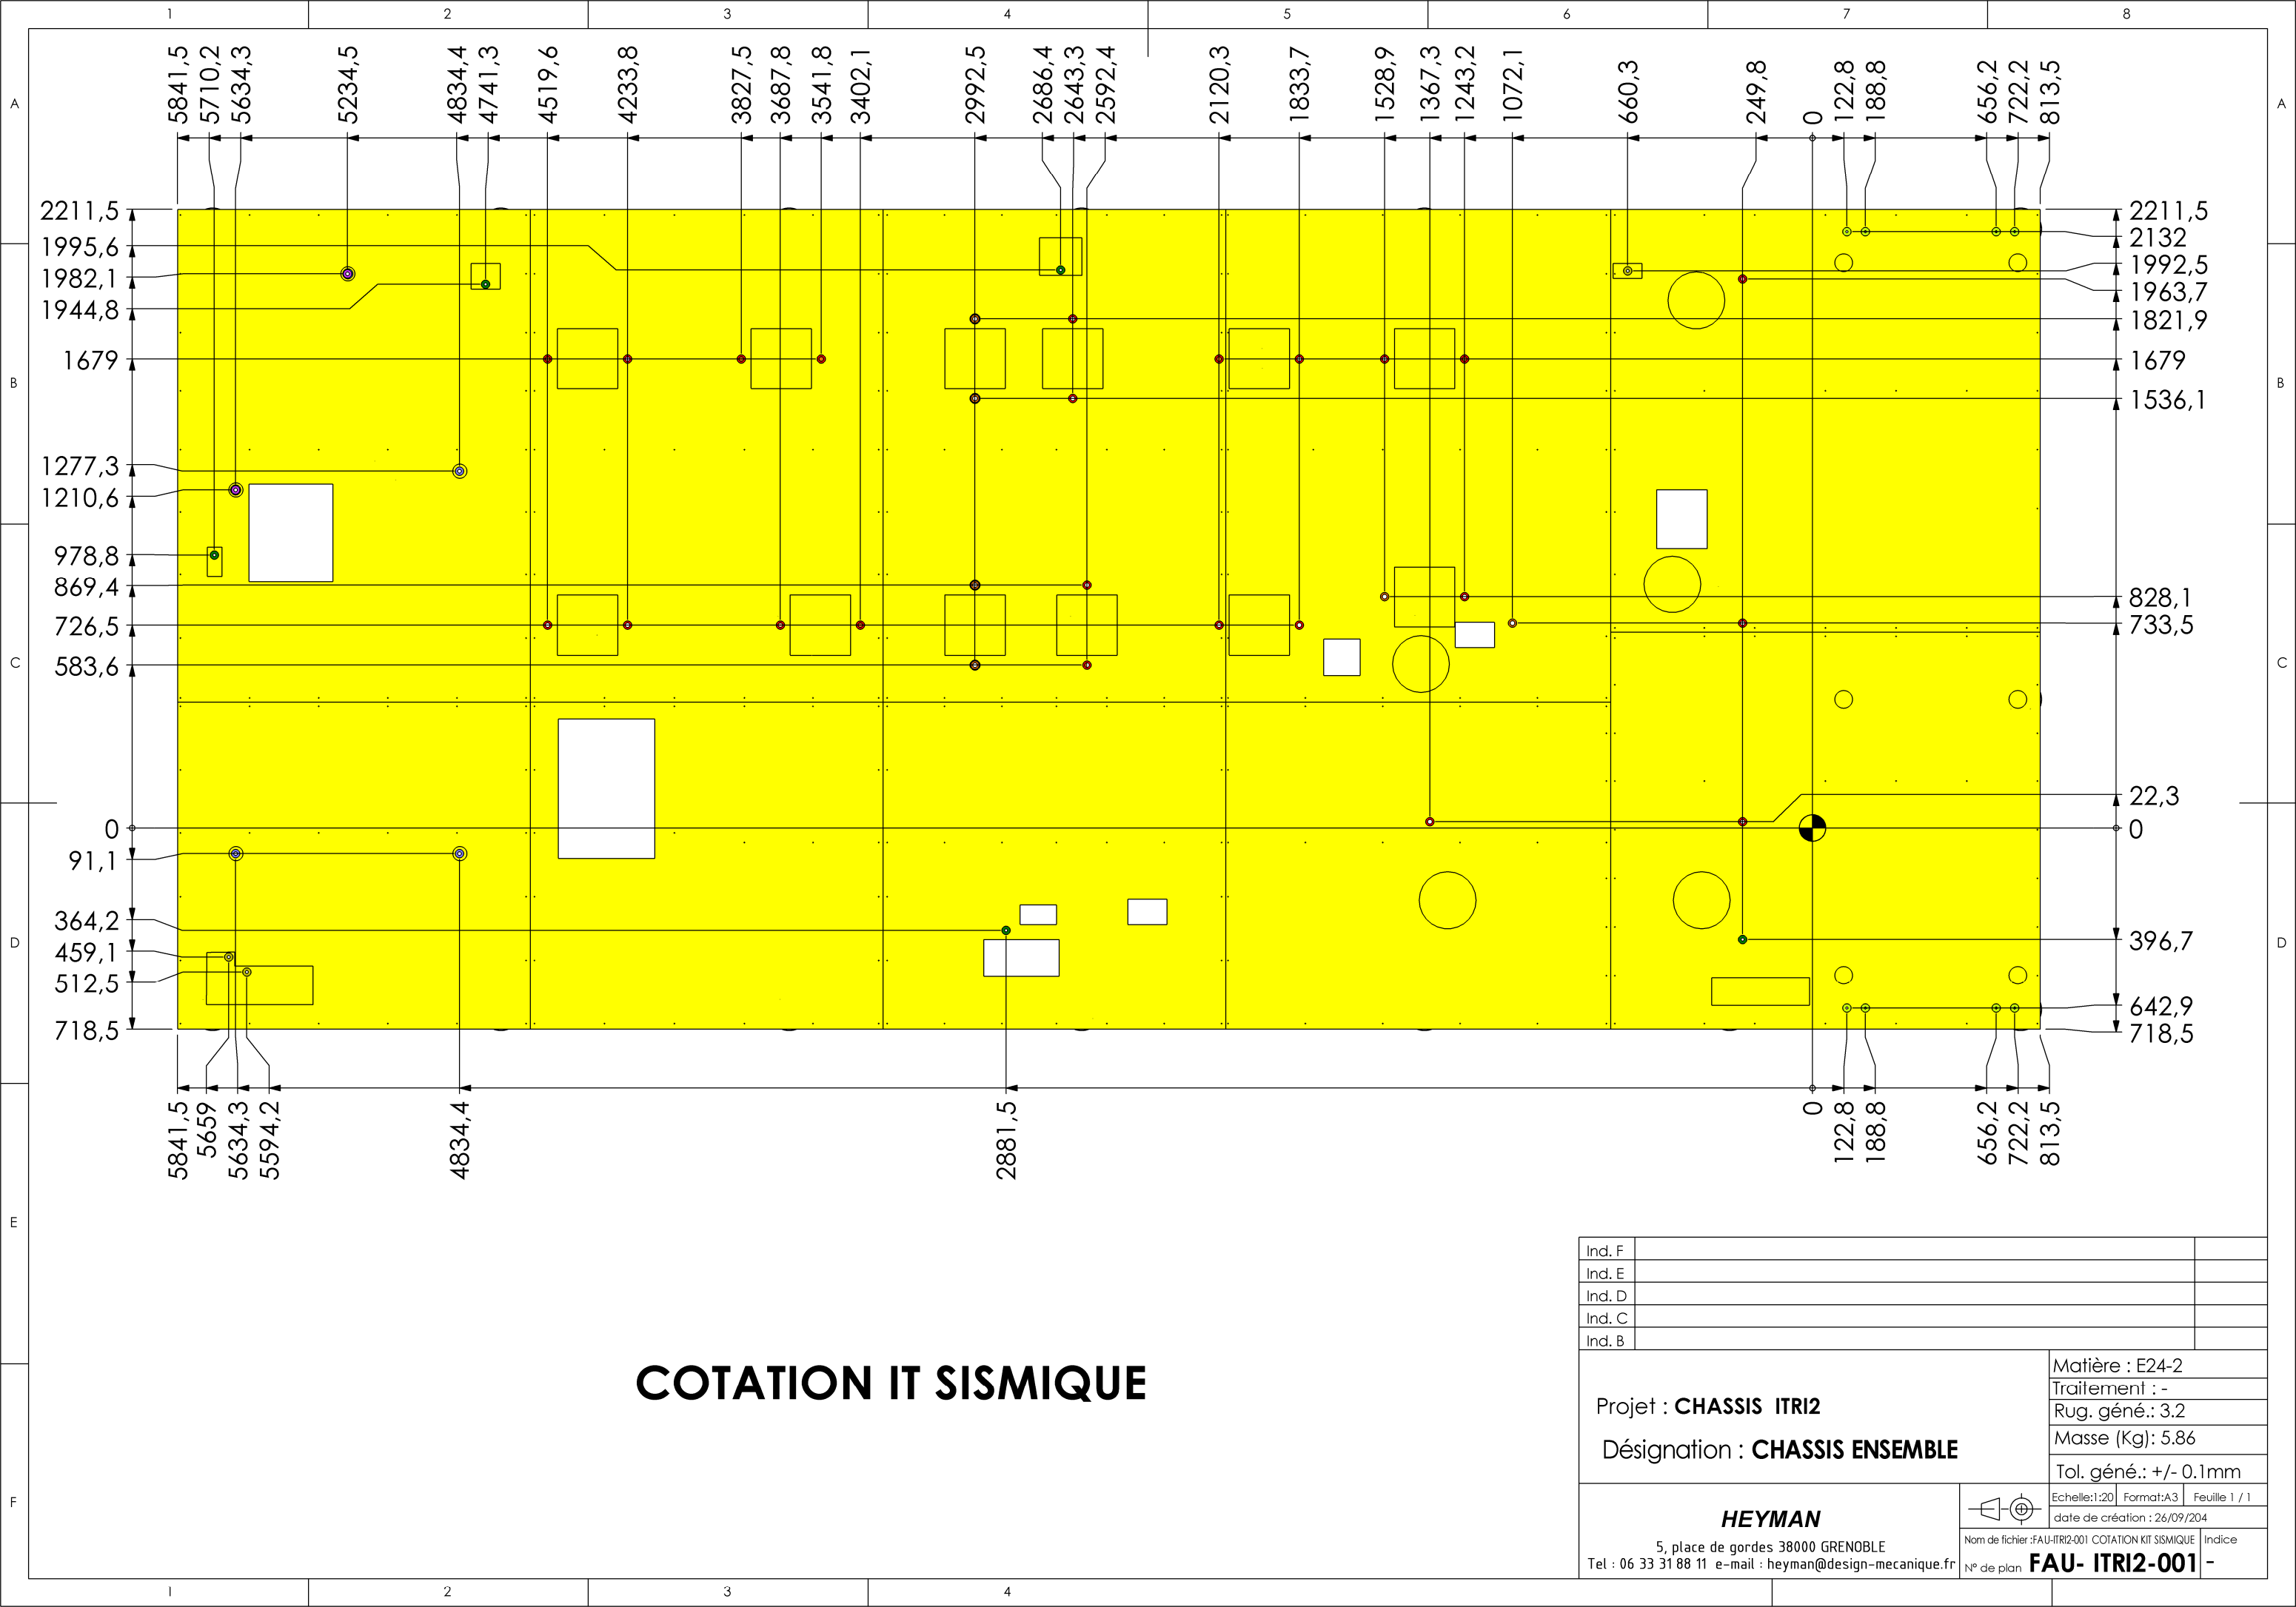 1 2 3 4 5 6 7 8
5841,5 5710,2 5634,3 5234,5 4834,4 4741,3 4519,6 4233,8 3827,5 3687,8 3541,8 3402,1 2992,5 2686,4 2643,3 2592,4 2120,3 1833,7 1528,9 1367,3 1243,2 1072,1 660,3 249,8 0 122,8 188,8 656,2 722,2 813,5
A A
2211,5 2211,5
1995,6 2132
1982,1 1992,5
1944,8 1963,7
1821,9
1679 1679
B B
1536,1
1277,3
1210,6
978,8
869,4 828,1
726,5 733,5
583,6
C C
22,3
0 0
91,1
364,2
D 459,1 396,7 D
512,5
642,9
718,5 718,5
5841,5 5659 5634,3 5594,2 4834,4 2881,5 0 122,8 188,8 656,2 722,2 813,5
E E
Ind. F
Ind. E
Ind. D
Ind. C
Ind. B
COTATION IT SISMIQUE
Matière : E24-2
Traitement : -
Rug. géné.: 3.2
Masse (Kg): 5.86
Tol. géné.: +/- 0.1mm
Projet : CHASSIS ITRI2
Désignation : CHASSIS ENSEMBLE
F F
Echelle:1:20 Format:A3 Feuille 1 / 1
date de création : 26/09/204
HEYMAN
5, place de gordes 38000 GRENOBLE
Tel : 06 33 31 88 11 e-mail : heyman@design-mecanique.fr
Nom de fichier :FAU-ITRI2-001 COTATION KIT SISMIQUE Indice
N° de plan FAU- ITRI2-001 -
1 2 3 4